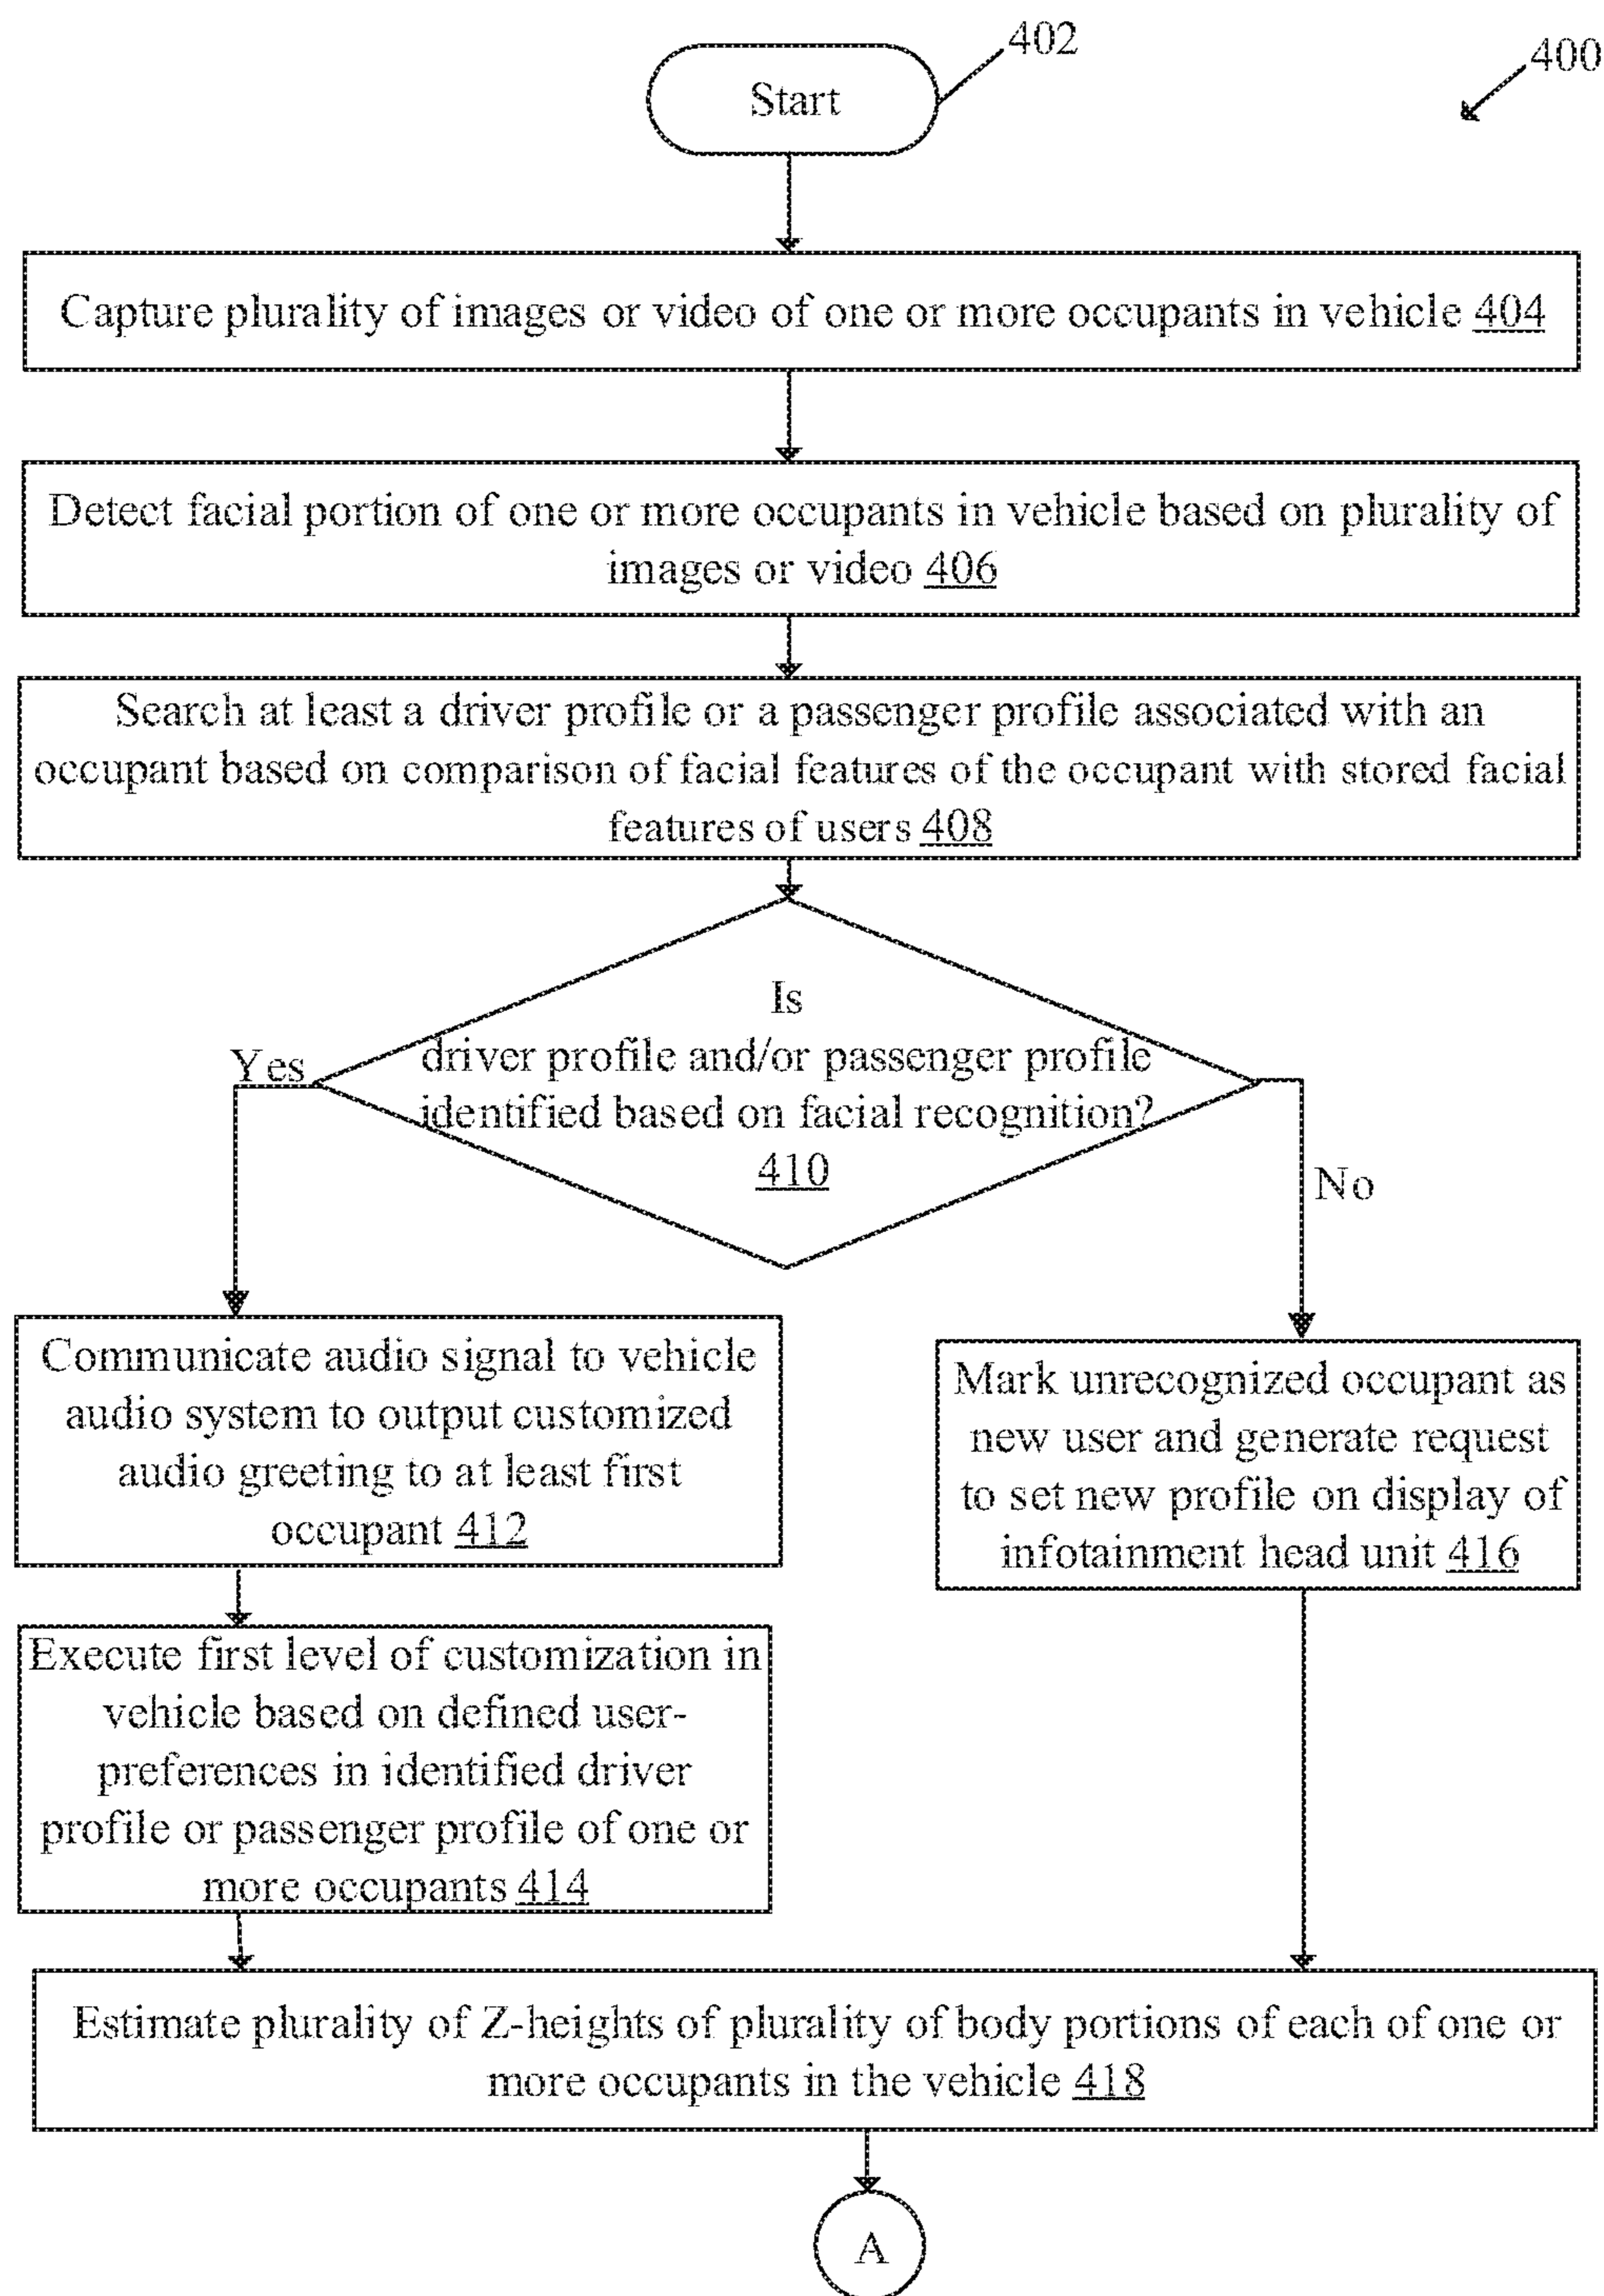 402
400
Start
Capture plurality of images or video of one or more occupants in vehicle 404
Detect facial portion of one or more occupants in vehicle based on plurality of
images or video 406
Search at least a driver profile or a passenger profile associated with an
occupant based on comparison of facial features of the occupant with stored facial
features of users 408
Is
driver profile and/or passenger profile
identified based on facial recognition?
410
Yes
No
Communicate audio signal to vehicle
audio system to output customized
audio greeting to at least first
occupant 412
Mark unrecognized occupant as
new user and generate request
to set new profile on display of
infotainment head unit 416
Execute first level of customization in
vehicle based on defined user-
preferences in identified driver
profile or passenger profile of one or
more occupants 414
Estimate plurality of Z-heights of plurality of body portions of each of one or
more occupants in the vehicle 418
A